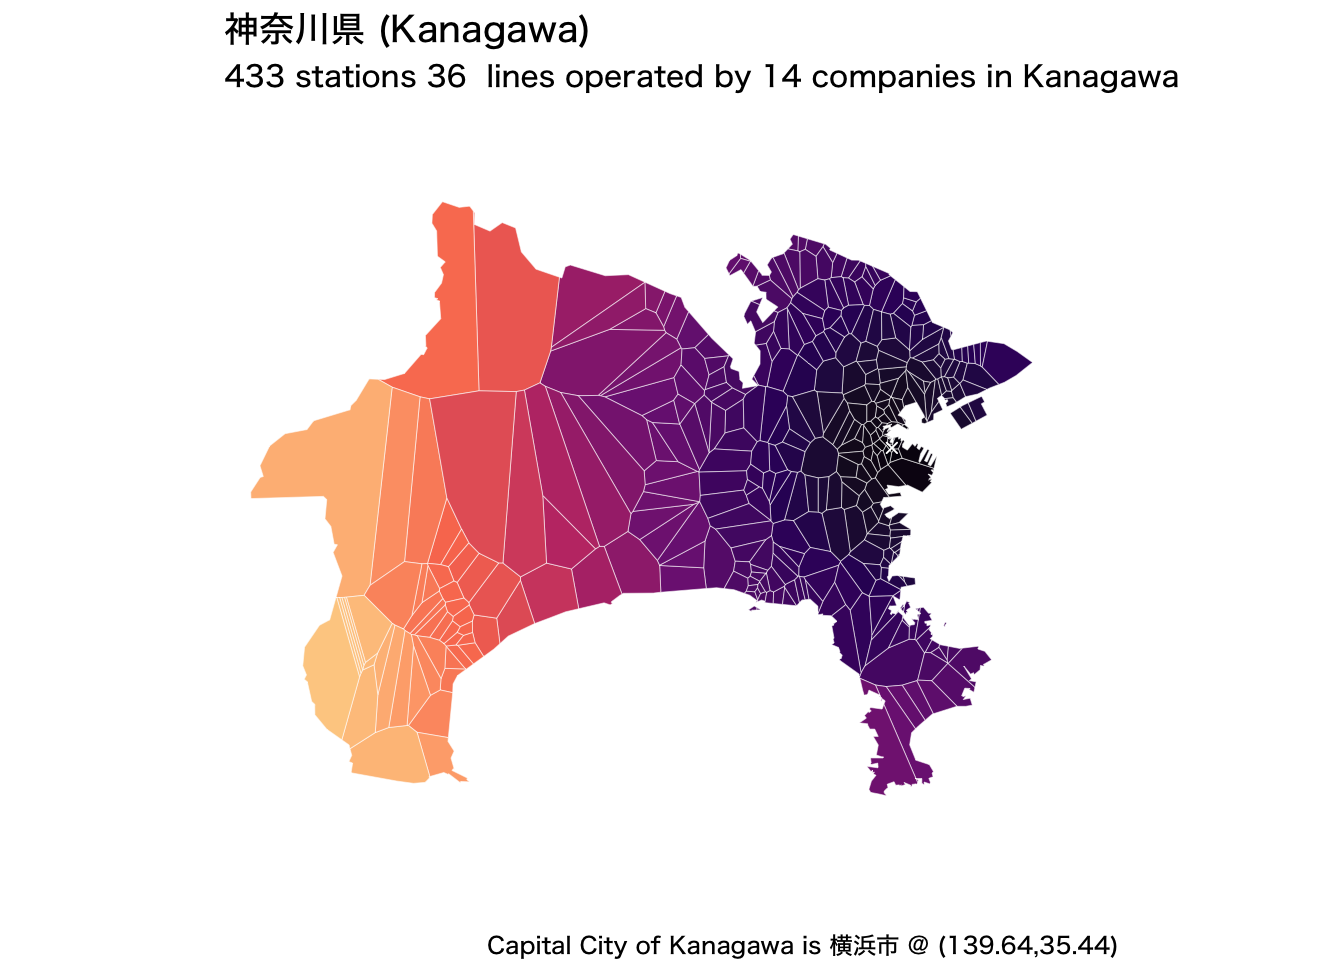 神奈川県 (Kanagawa)
433 stations 36  lines operated by 14 companies in Kanagawa
Capital City of Kanagawa is 横浜市 @ (139.64,35.44)